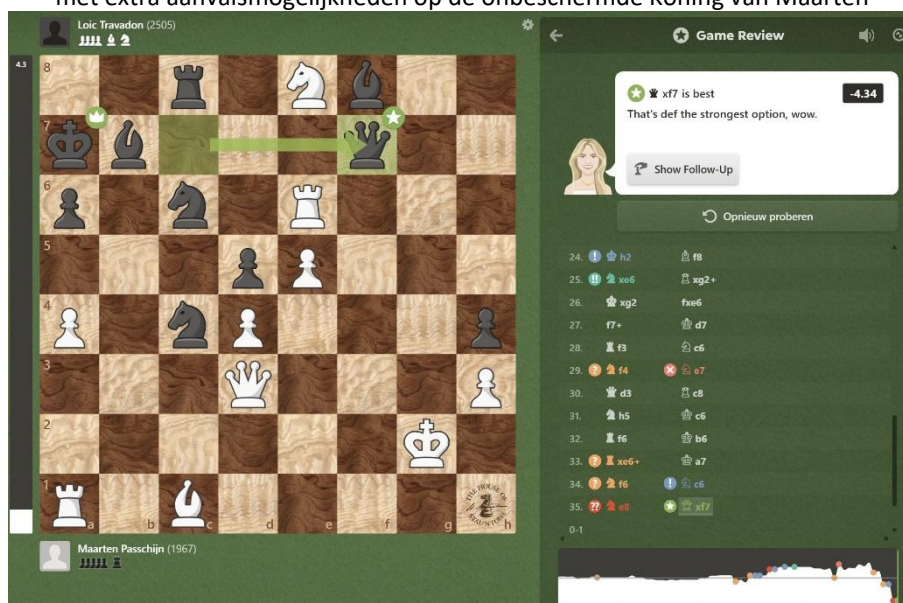 met extra aanvalsmogelijkheden op de onbeschermde Koning van Maarten
Loic Travadon (2505)
Game Review
4.3
8
7
6
5
4
3
2
1
a b c d e f g h
THE HOUSE OF STAUNTON
xf7 is best
-4.34
That's def the strongest option, wow.
Show Follow-Up
Opnieuw proberen
24. ! h2 f8
25. !! xe6 xg2+
26. xg2 fxe6
27. f7+ d7
28. f3 c6
29. ? f4 e7
30. d3 c8
31. h5 c6
32. f6 b6
33. ? xe6+ a7
34. ? f6 ! c6
35. ?? e8 xf7
0-1
Maarten Passchijn (1967)